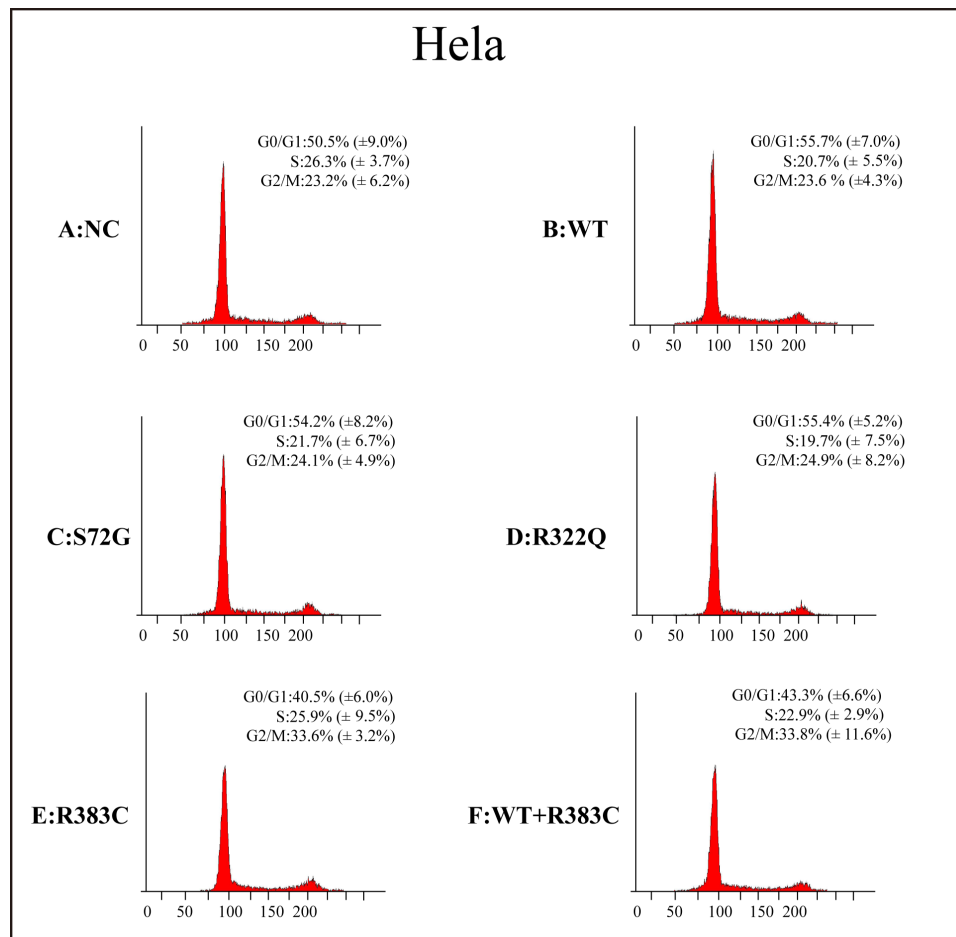 Hela
G0/G1:50.5% (±9.0%)
S:26.3% (± 3.7%)
G2/M:23.2% (± 6.2%)
A:NC
0 50 100 150 200
G0/G1:55.7% (±7.0%)
S:20.7% (± 5.5%)
G2/M:23.6 % (±4.3%)
B:WT
0 50 100 150 200
G0/G1:54.2% (±8.2%)
S:21.7% (± 6.7%)
G2/M:24.1% (± 4.9%)
C:S72G
0 50 100 150 200
G0/G1:55.4% (±5.2%)
S:19.7% (± 7.5%)
G2/M:24.9% (± 8.2%)
D:R322Q
0 50 100 150 200
G0/G1:40.5% (±6.0%)
S:25.9% (± 9.5%)
G2/M:33.6% (± 3.2%)
E:R383C
0 50 100 150 200
G0/G1:43.3% (±6.6%)
S:22.9% (± 2.9%)
G2/M:33.8% (± 11.6%)
F:WT+R383C
0 50 100 150 200